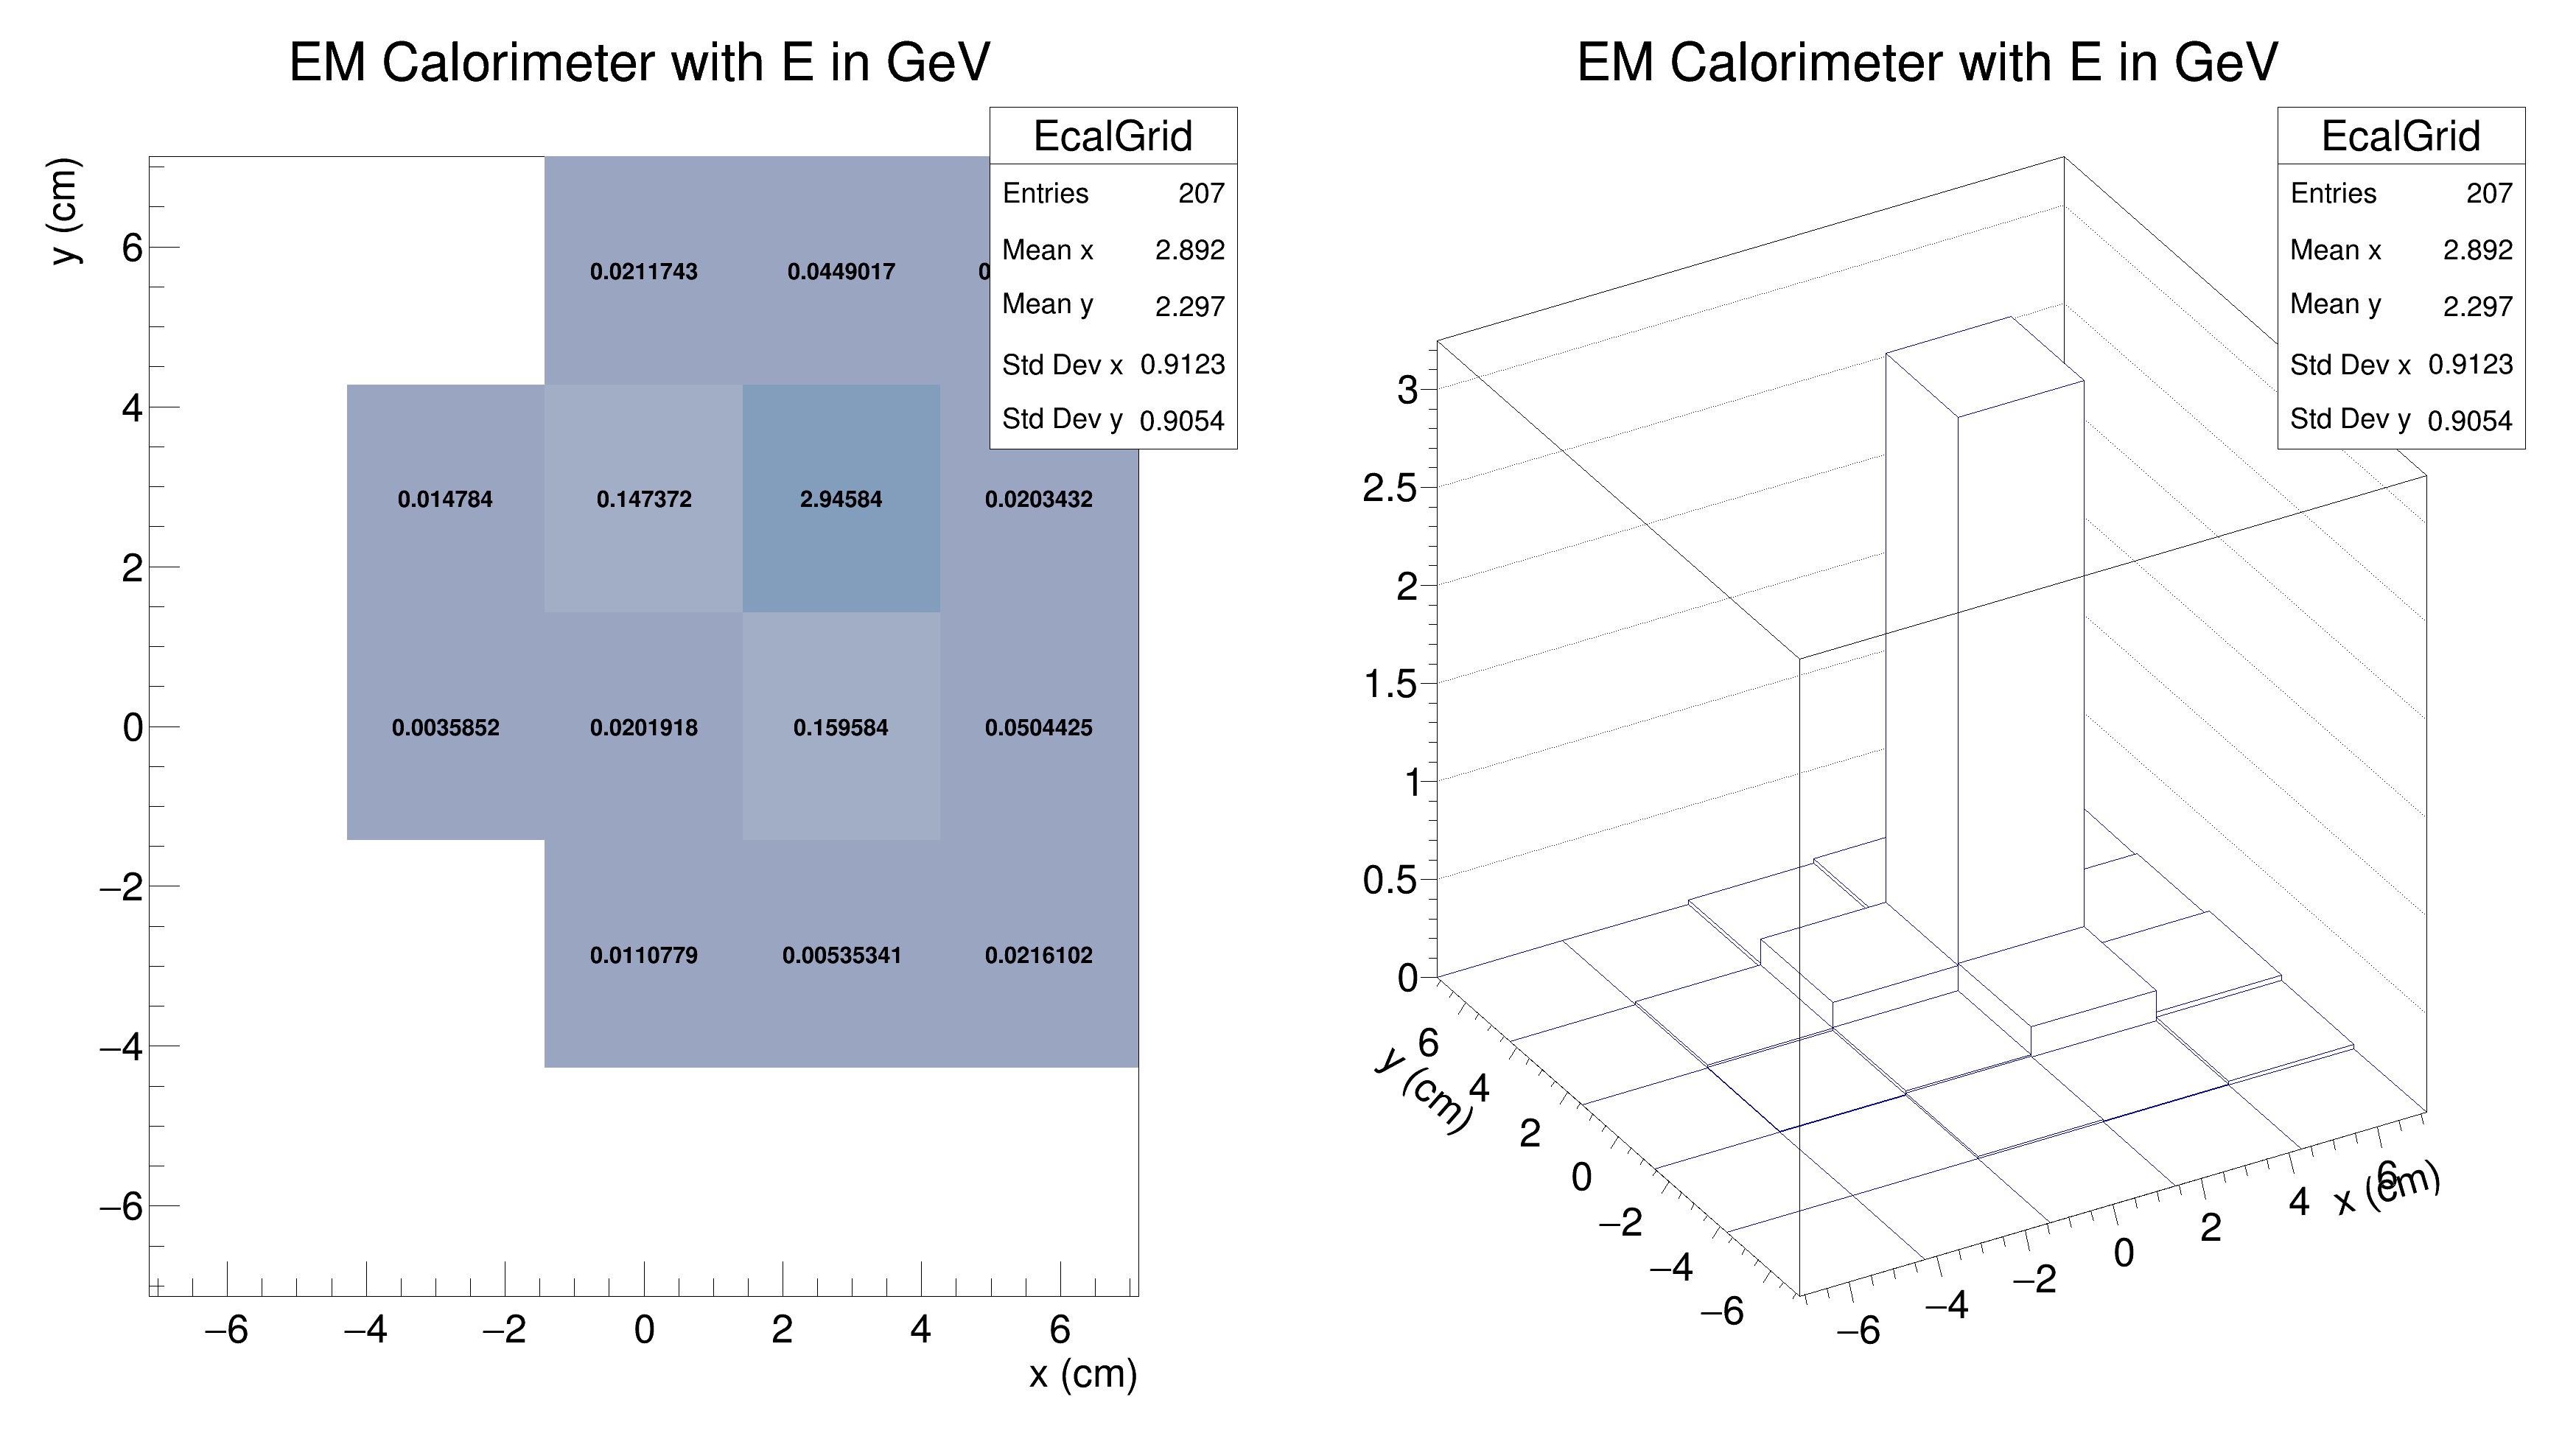 EM Calorimeter with E in GeV
EcalGrid
Entries 207
Mean x 2.892
Mean y 2.297
Std Dev x 0.9123
Std Dev y 0.9054
y (cm)
6
4
2
0
−2
−4
−6
0.0211743 0.0449017
0.014784 0.147372 2.94584 0.0203432
0.0035852 0.0201918 0.159584 0.0504425
0.0110779 0.00535341 0.0216102
−6 −4 −2 0 2 4 6
x (cm)
EM Calorimeter with E in GeV
EcalGrid
Entries 207
Mean x 2.892
Mean y 2.297
Std Dev x 0.9123
Std Dev y 0.9054
3
2.5
2
1.5
1
0.5
0
6
4
2
0
−2
−4
−6
y (cm)
−6
−4
−2
0
2
4
6
x (cm)